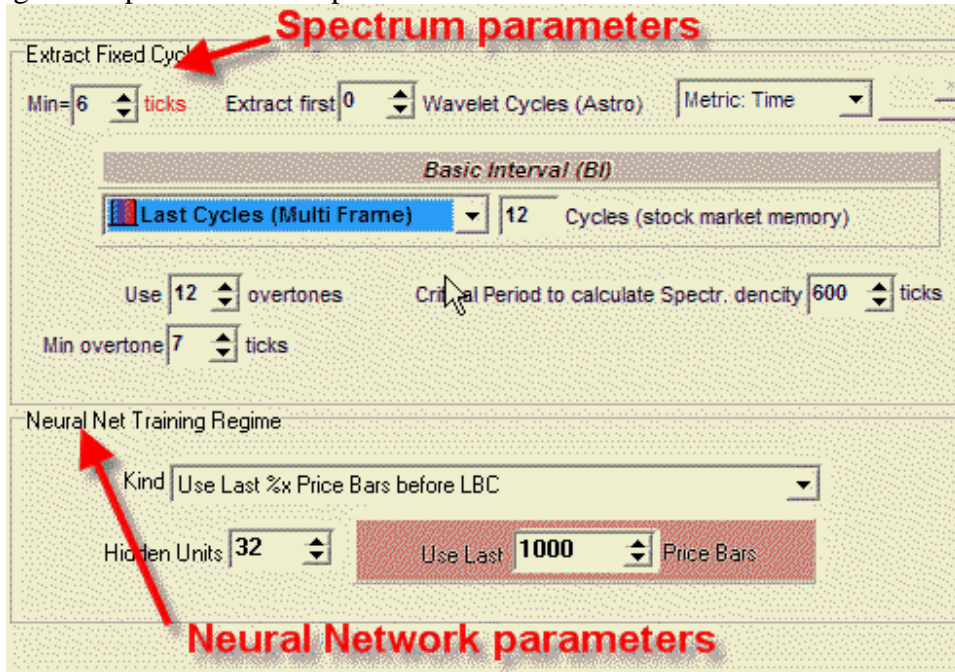 Spectrum parameters
Extract Fixed Cycl
Min= 6 ticks Extract first 0 Wavelet Cycles (Astro) Metric: Time
Basic Interval (BI)
Last Cycles (Multi Frame) 12 Cycles (stock market memory)
Use 12 overtones Critical Period to calculate Spectr. dencity 600 ticks
Min overtone 7 ticks
Neural Net Training Regime
Kind Use Last %x Price Bars before LBC
Hidden Units 32 Use Last 1000 Price Bars
Neural Network parameters